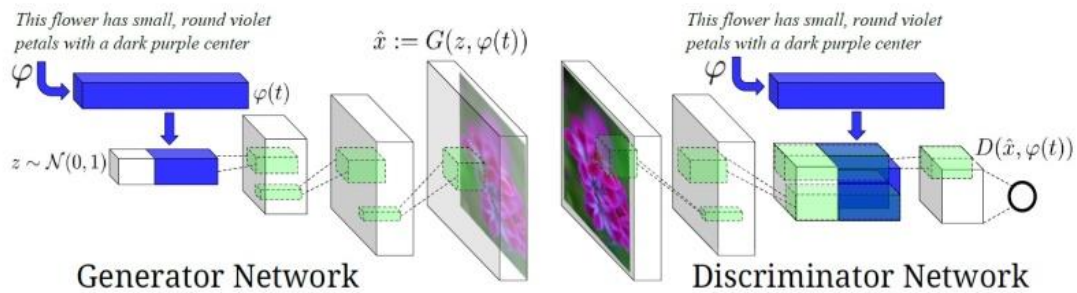 This flower has small, round violet
petals with a dark purple center
φ
φ(t)
z ∼ 𝒩(0, 1)
x̂ := G(z, φ(t))
Generator Network
This flower has small, round violet
petals with a dark purple center
φ
D(x̂, φ(t))
Discriminator Network